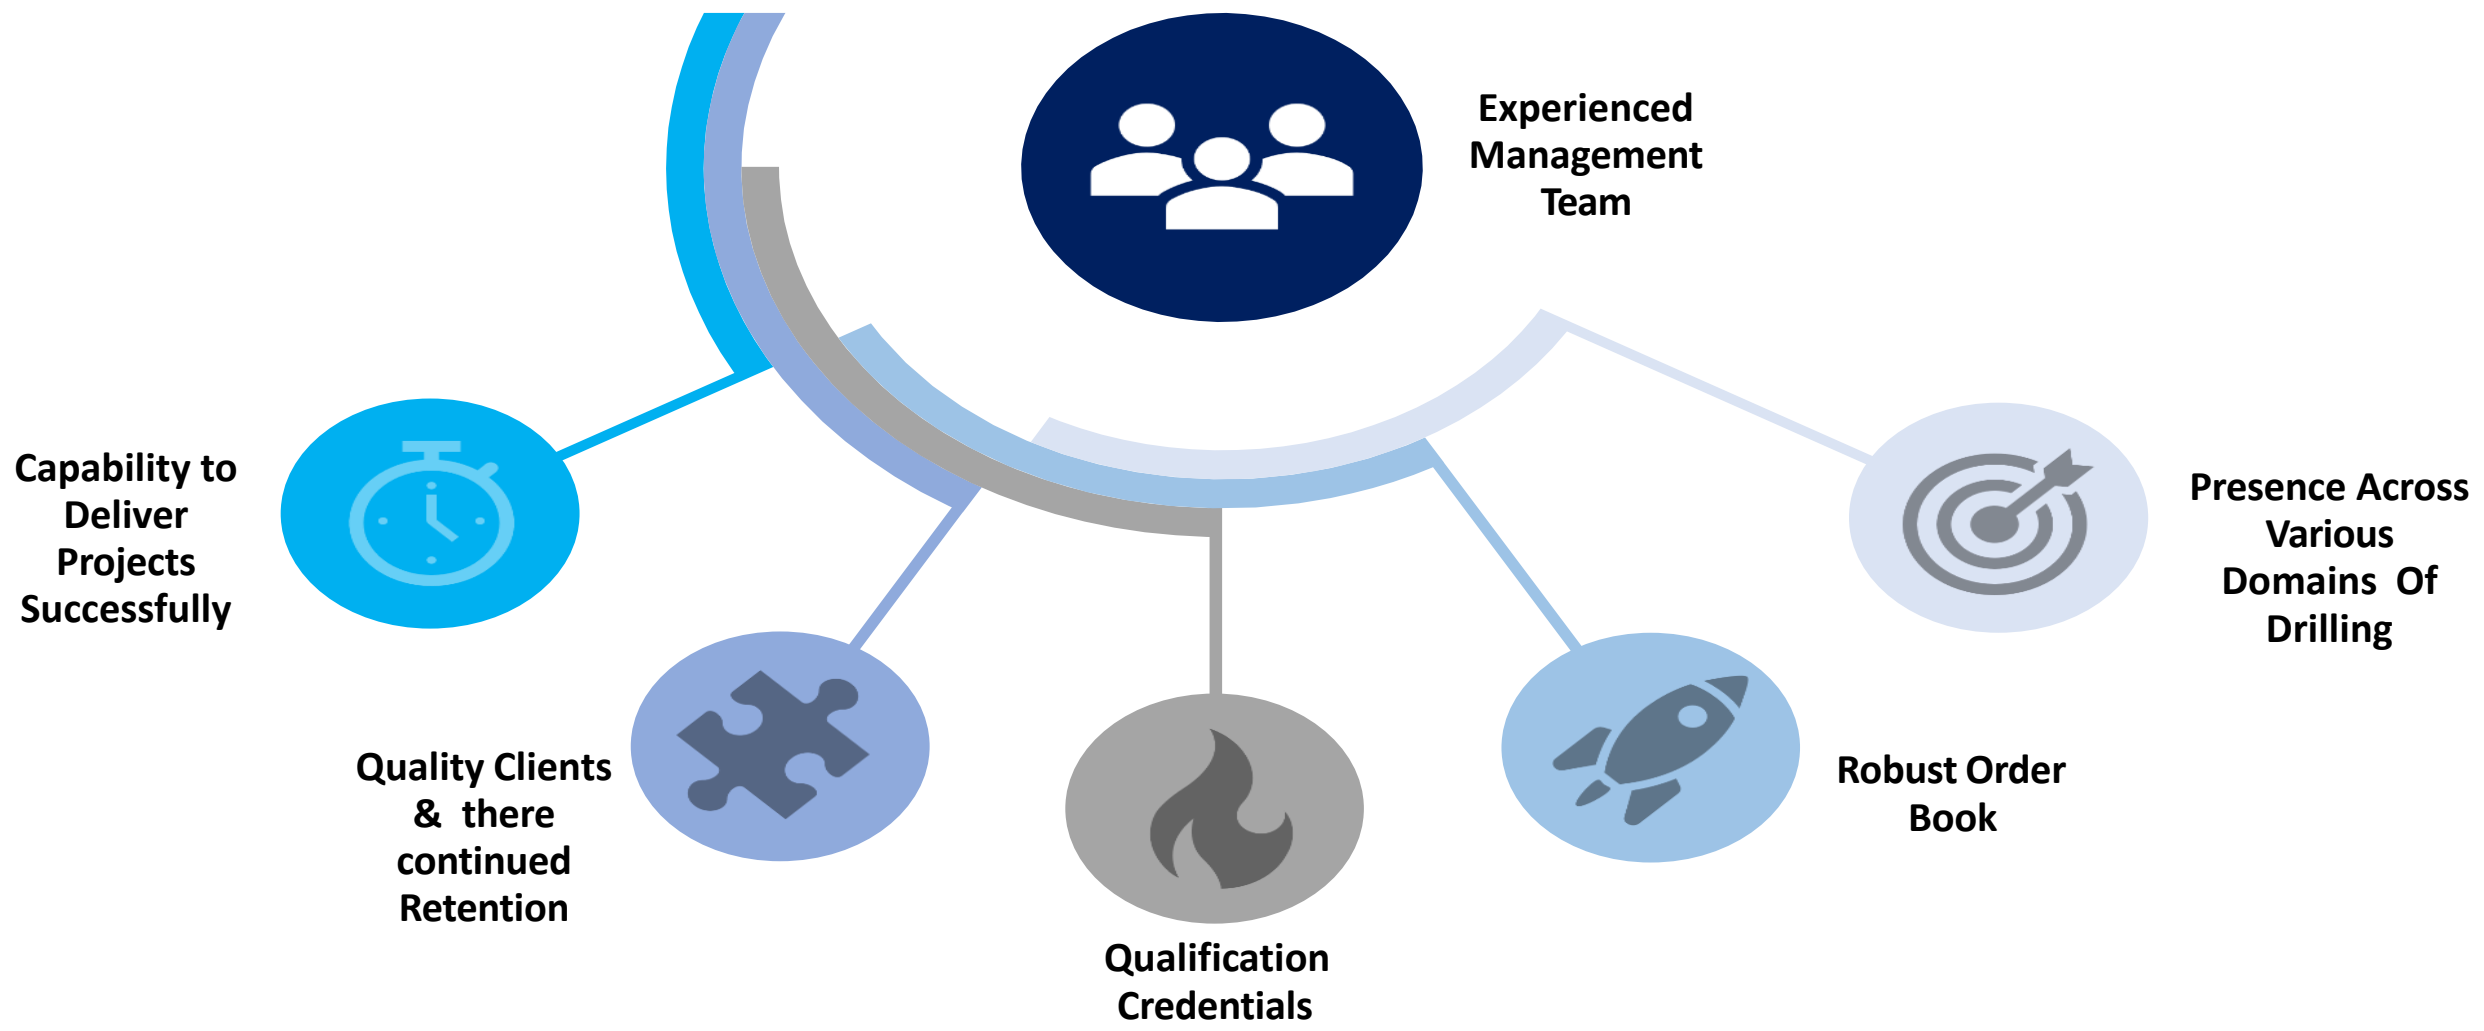 Experienced
Management
Team
Capability to
Deliver
Projects
Successfully
Quality Clients
& there
continued
Retention
Qualification
Credentials
Robust Order
Book
Presence Across
Various
Domains Of
Drilling